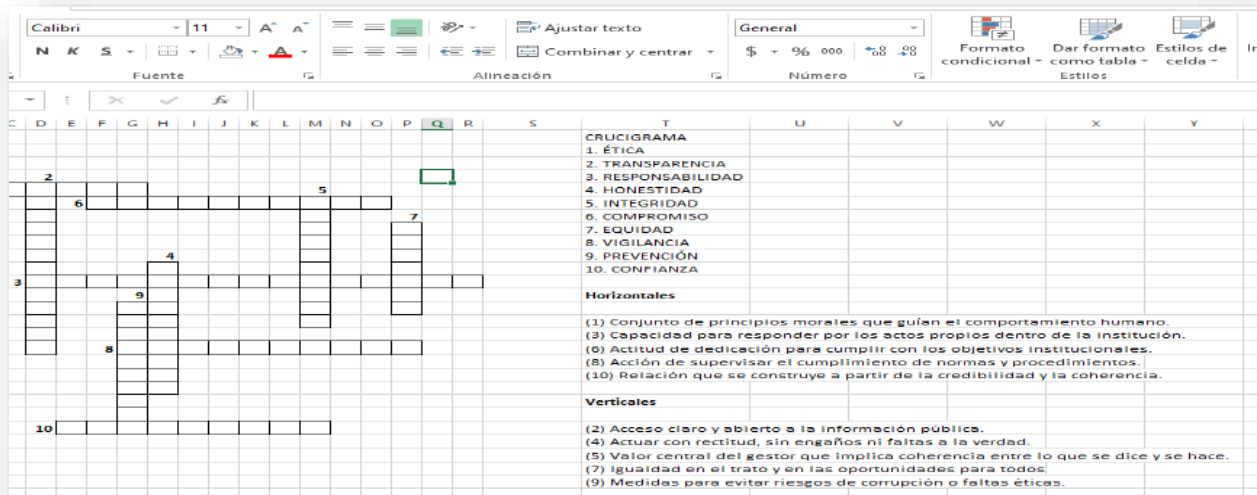 Calibri 11 A A Ajustar texto General
N K S A Combinar y centrar $ % 000 Formato condicional Dar formato como tabla Estilos de celda
Fuente Alineación Número Estilos
fx
D E F G H I J K L M N O P Q R S T U V W X Y
CRUCIGRAMA
1. ÉTICA
2. TRANSPARENCIA
3. RESPONSABILIDAD
4. HONESTIDAD
5. INTEGRIDAD
6. COMPROMISO
7. EQUIDAD
8. VIGILANCIA
9. PREVENCIÓN
10. CONFIANZA
2
5
6
7
4
3
9
8
10
Horizontales
(1) Conjunto de principios morales que guían el comportamiento humano.
(3) Capacidad para responder por los actos propios dentro de la institución.
(6) Actitud de dedicación para cumplir con los objetivos institucionales.
(8) Acción de supervisar el cumplimiento de normas y procedimientos.
(10) Relación que se construye a partir de la credibilidad y la coherencia.
Verticales
(2) Acceso claro y abierto a la información pública.
(4) Actuar con rectitud, sin engaños ni faltas a la verdad.
(5) Valor central del gestor que implica coherencia entre lo que se dice y se hace.
(7) Igualdad en el trato y en las oportunidades para todos
(9) Medidas para evitar riesgos de corrupción o faltas éticas.